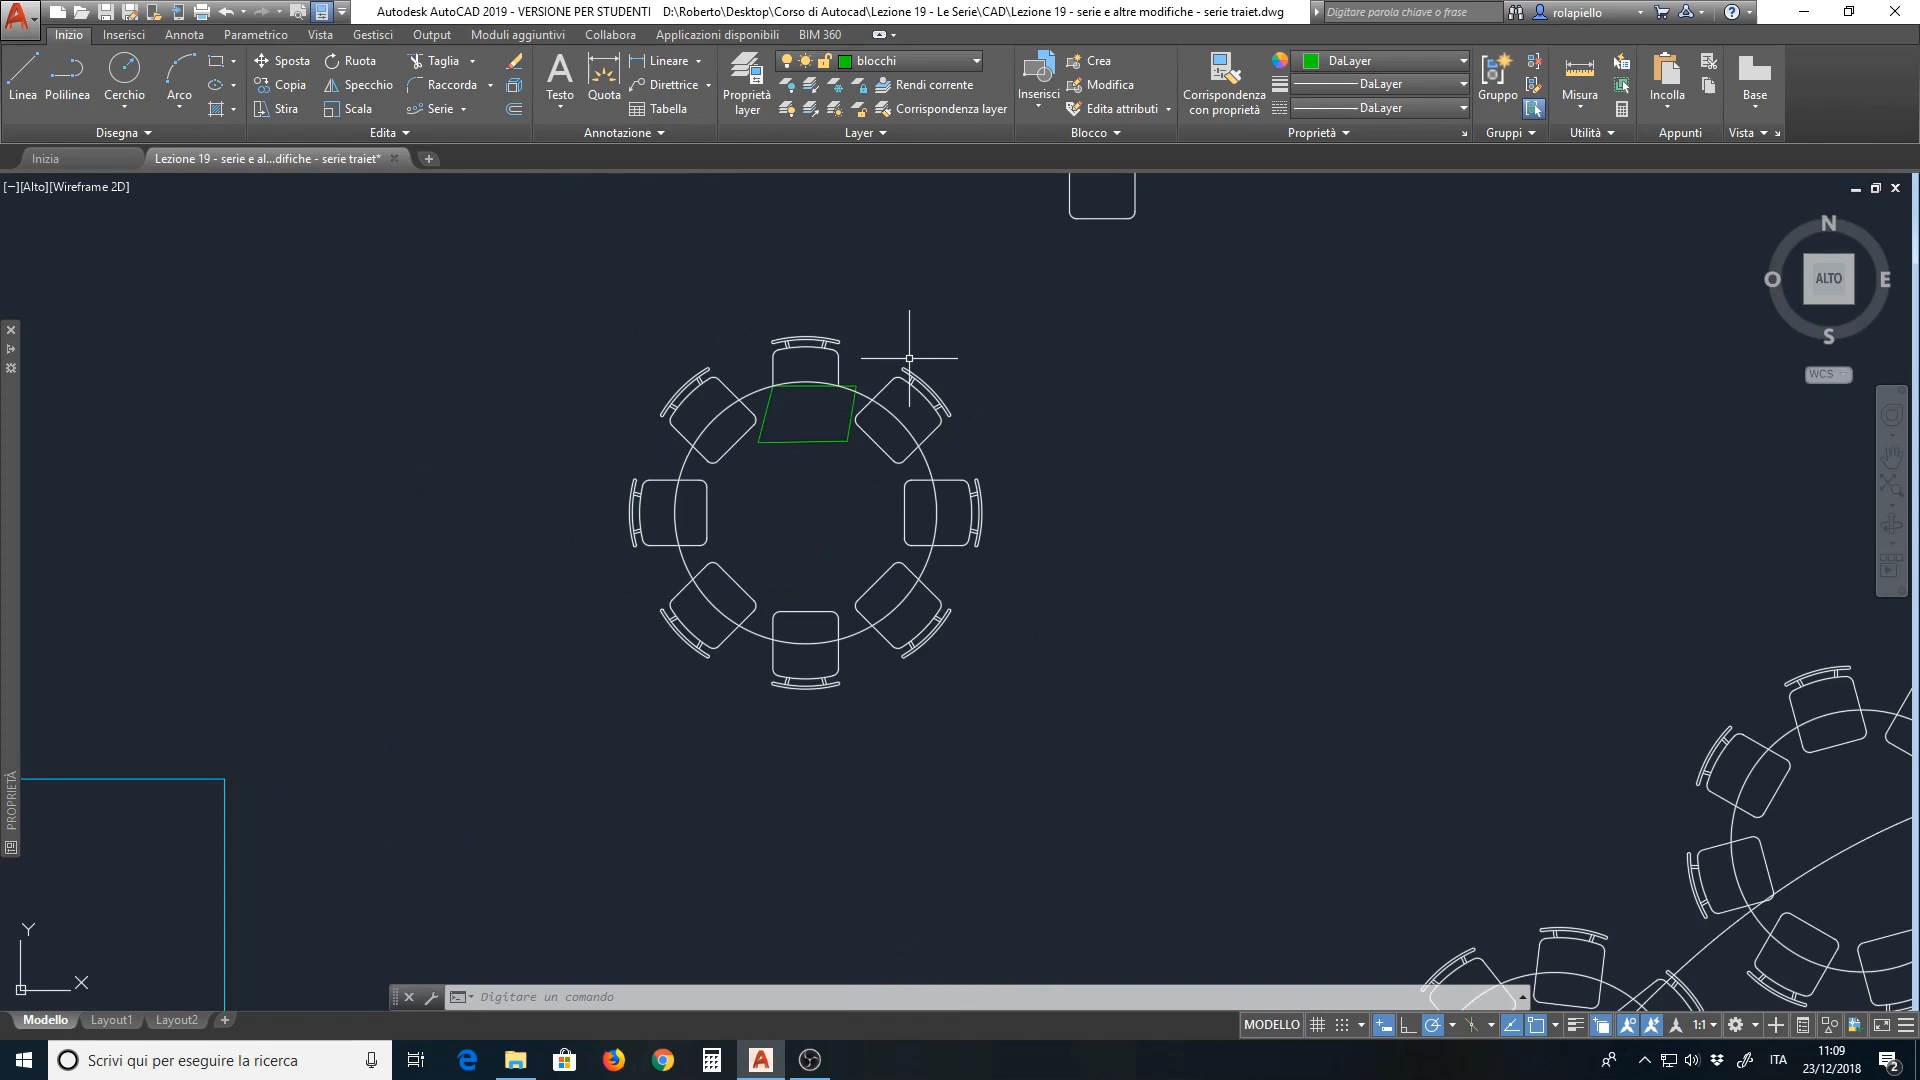 Autodesk AutoCAD 2019 - VERSIONE PER STUDENTI D:\Roberto\Desktop\Corso di Autocad\Lezione 19 - Le Serie\CAD\Lezione 19 - serie e altre modifiche - serie traiet.dwg
Digitare parola chiave o frase
rolapiello
Inizio Inserisci Annota Parametrico Vista Gestisci Output Moduli aggiuntivi Collabora Applicazioni disponibili BIM 360
Sposta Ruota Taglia
Copia Specchio Raccorda
Stira Scala Serie
Linea Polilinea Cerchio Arco
Testo Quota
Lineare
Direttrice
Tabella
Proprietà
layer
blocchi
Rendi corrente
Corrispondenza layer
Inserisci
Crea
Modifica
Edita attributi
Corrispondenza
con proprietà
DaLayer
DaLayer
DaLayer
Gruppo
Misura
Incolla
Base
Disegna Edita Annotazione Layer Blocco Proprietà Gruppi Utilità Appunti Vista
Inizia
Lezione 19 - serie e al...difiche - serie traiet*
[−][Alto][Wireframe 2D]
N
O ALTO E
S
WCS
PROPRIETÀ
Y
X
Digitare un comando
Modello Layout1 Layout2
MODELLO
1:1
Scrivi qui per eseguire la ricerca
ITA
11:09
23/12/2018
2